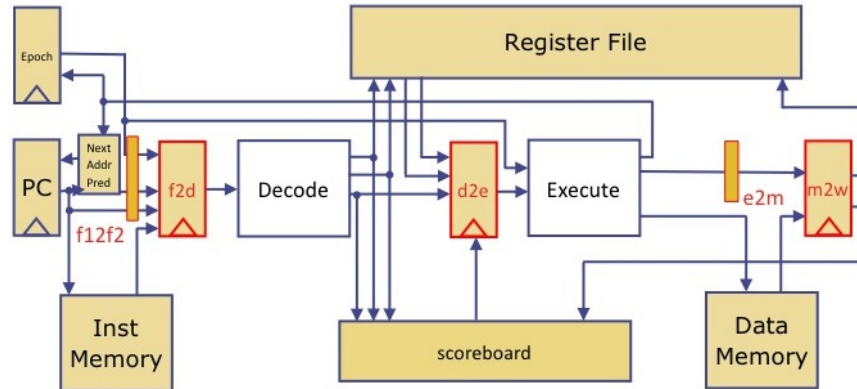 Register File
Epoch
PC
Next
Addr
Pred
f2d
Decode
d2e
Execute
e2m
m2w
f12f2
Inst
Memory
scoreboard
Data
Memory